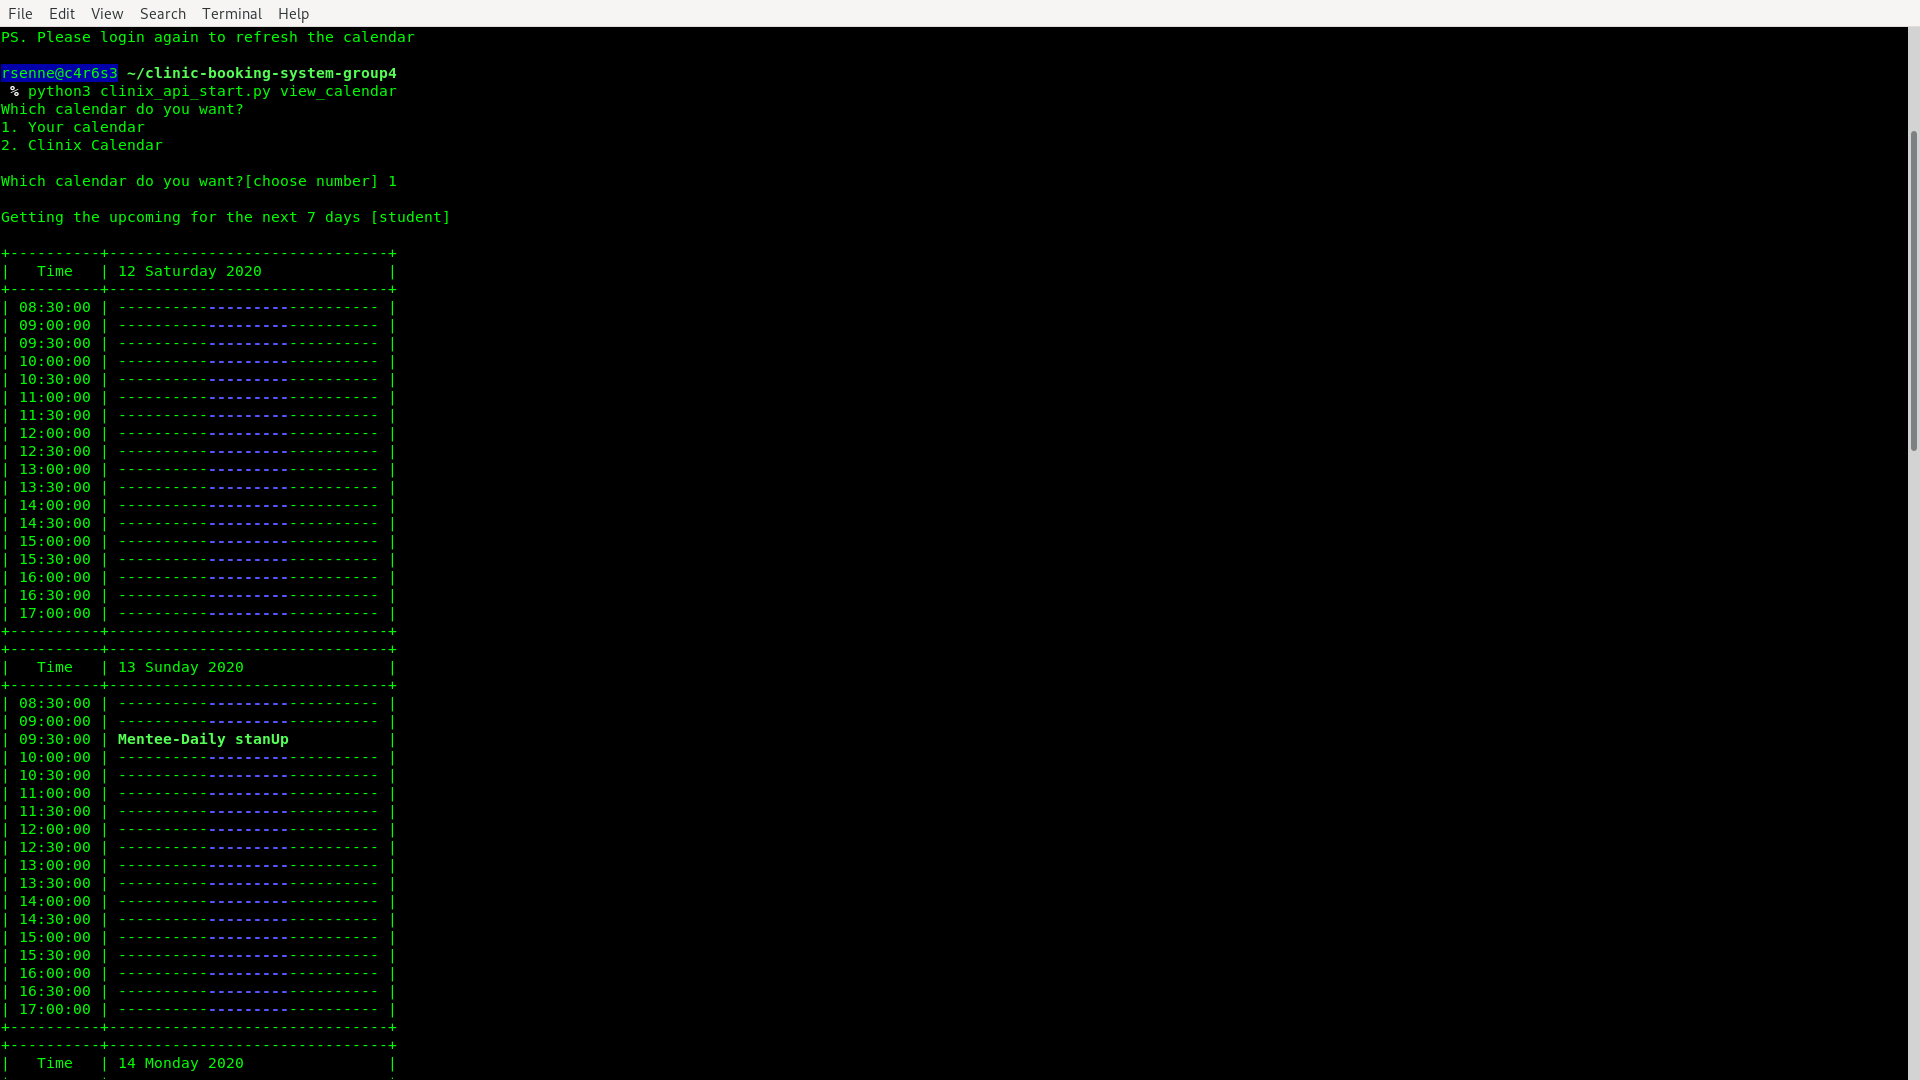 File Edit View Search Terminal Help
PS. Please login again to refresh the calendar
rsenne@c4r6s3 ~/clinic-booking-system-group4
% python3 clinix_api_start.py view_calendar
Which calendar do you want?
1. Your calendar
2. Clinix Calendar
Which calendar do you want?[choose number] 1
Getting the upcoming for the next 7 days [student]
+----------+-------------------------------+
|   Time   | 12 Saturday 2020              |
+----------+-------------------------------+
| 08:30:00 | ----------------------------- |
| 09:00:00 | ----------------------------- |
| 09:30:00 | ----------------------------- |
| 10:00:00 | ----------------------------- |
| 10:30:00 | ----------------------------- |
| 11:00:00 | ----------------------------- |
| 11:30:00 | ----------------------------- |
| 12:00:00 | ----------------------------- |
| 12:30:00 | ----------------------------- |
| 13:00:00 | ----------------------------- |
| 13:30:00 | ----------------------------- |
| 14:00:00 | ----------------------------- |
| 14:30:00 | ----------------------------- |
| 15:00:00 | ----------------------------- |
| 15:30:00 | ----------------------------- |
| 16:00:00 | ----------------------------- |
| 16:30:00 | ----------------------------- |
| 17:00:00 | ----------------------------- |
+----------+-------------------------------+
+----------+-------------------------------+
|   Time   | 13 Sunday 2020                |
+----------+-------------------------------+
| 08:30:00 | ----------------------------- |
| 09:00:00 | ----------------------------- |
| 09:30:00 | Mentee-Daily stanUp           |
| 10:00:00 | ----------------------------- |
| 10:30:00 | ----------------------------- |
| 11:00:00 | ----------------------------- |
| 11:30:00 | ----------------------------- |
| 12:00:00 | ----------------------------- |
| 12:30:00 | ----------------------------- |
| 13:00:00 | ----------------------------- |
| 13:30:00 | ----------------------------- |
| 14:00:00 | ----------------------------- |
| 14:30:00 | ----------------------------- |
| 15:00:00 | ----------------------------- |
| 15:30:00 | ----------------------------- |
| 16:00:00 | ----------------------------- |
| 16:30:00 | ----------------------------- |
| 17:00:00 | ----------------------------- |
+----------+-------------------------------+
+----------+-------------------------------+
|   Time   | 14 Monday 2020                |